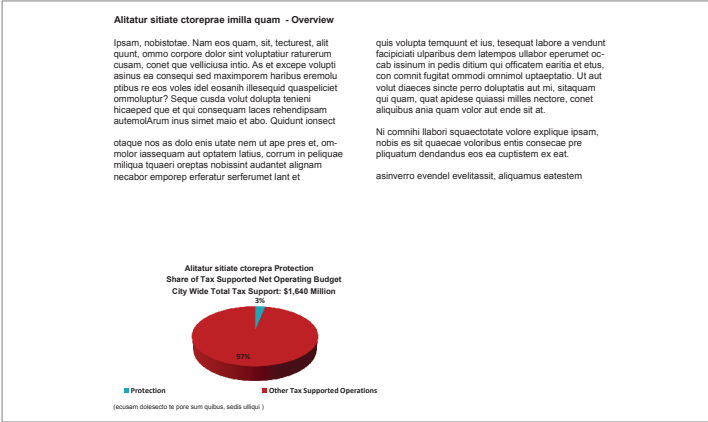 Alitatur sitiate ctoreprae imilla quam - Overview
Ipsam, nobistotae. Nam eos quam, sit, tecturest, alit
quunt, ommo corpore dolor sint voluptatiur raturerum
cusam, conet que velliciusa intio. As et excepe volupti
asinus ea consequi sed maximporem haribus eremolu
ptibus re eos voles idel eosanih illesequid quaspeliciet
ommoluptur? Seque cusda volut dolupta tenieni
hicaeped que et qui consequam laces rehendipsam
automolArum inus simet maio et abo. Quidunt ionsect
otaque nos as dolo enis utate nem ut ape pres et, om-
molor iassequam aut optatem latius, corrum in peliquae
miliqua tquaeri oreptas nobissint audantet alignam
necabor emporep erferatur serferumet lant et
quis volupta temqunt et ius, tesequat labore a vendunt
facipiciati ulparibus dem latempos ullabor eperumet oc-
cab issinum in pedis ditium qui officatem earitia et etus,
con comnit fugitat ommodi omnimol uptaeptatio. Ut aut
volut diaeces sincte perro doluptatis aut mi, sitaquam
qui quam, quat apidese quiassi milles nectore, conet
aliquibus ania quam volor aut ende sit at.
Ni comnihi llabori squaectotate volore explique ipsam,
nobis es sit quaecae voloribus entis consecae pre
pliquatum dendandus eos ea cuptistem ex eat.
asinverro evendel evelitassit, aliquamus eatestem
Alitatur sitiate ctorepra Protection
Share of Tax Supported Net Operating Budget
City Wide Total Tax Support: $1,640 Million
3%
97%
Protection
Other Tax Supported Operations
(ecusam dolesecto te pore sum quibus, sedis ulliqui )